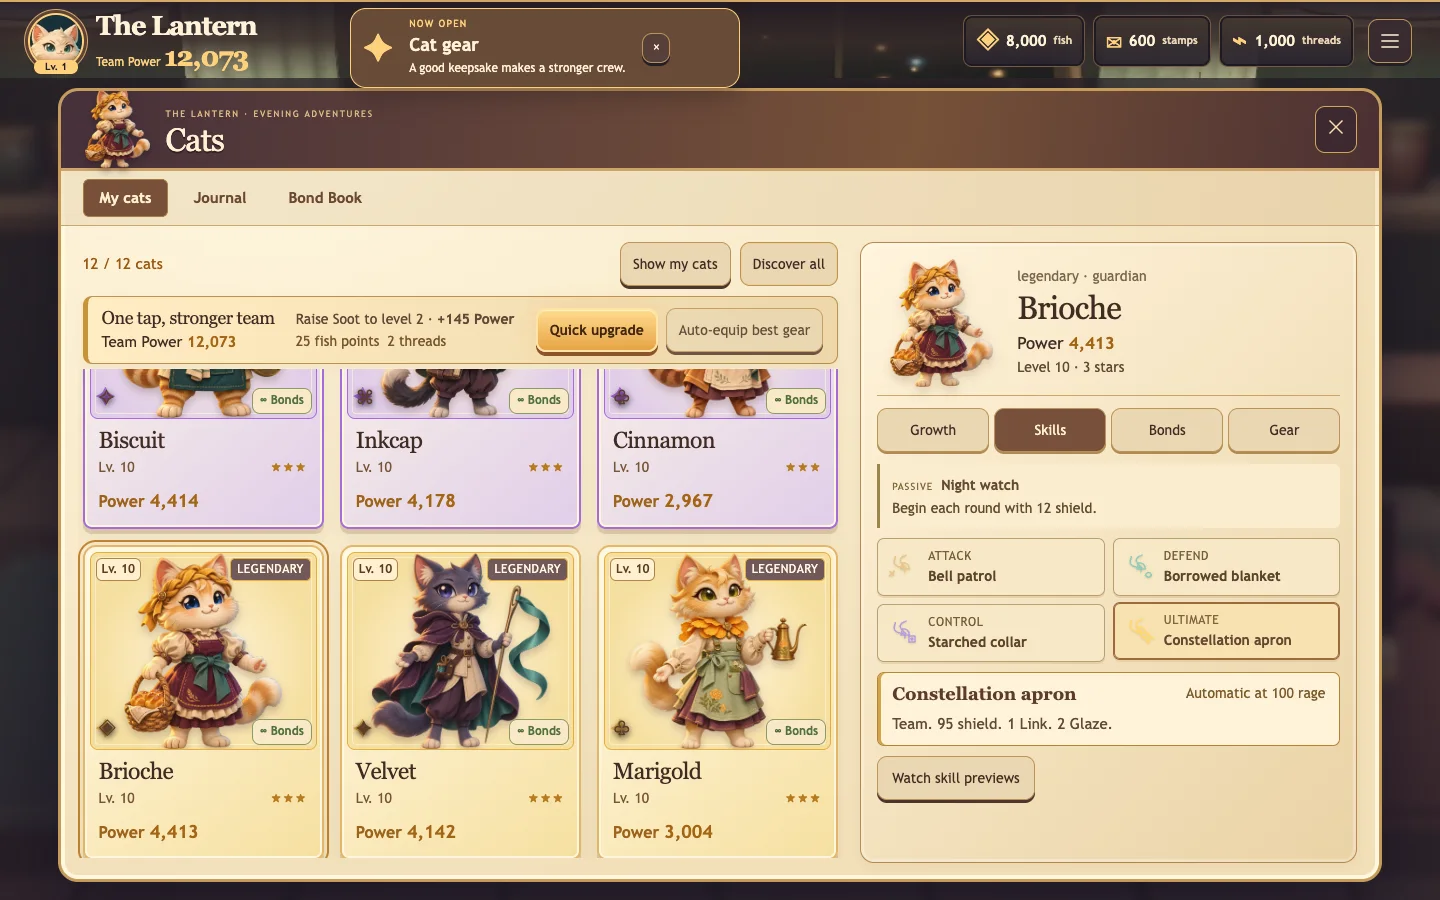 The Lantern
Team Power 12,073
Lv. 1
NOW OPEN
Cat gear
A good keepsake makes a stronger crew.
×
8,000 fish
600 stamps
1,000 threads
THE LANTERN · EVENING ADVENTURES
Cats
My cats
Journal
Bond Book
12 / 12 cats
Show my cats
Discover all
One tap, stronger team
Team Power 12,073
Raise Soot to level 2 · +145 Power
25 fish points 2 threads
Quick upgrade
Auto-equip best gear
∞ Bonds
Biscuit
Lv. 10
★★★
Power 4,414
∞ Bonds
Inkcap
Lv. 10
★★★
Power 4,178
∞ Bonds
Cinnamon
Lv. 10
★★★
Power 2,967
Lv. 10
LEGENDARY
∞ Bonds
Brioche
Lv. 10
★★★
Power 4,413
Lv. 10
LEGENDARY
∞ Bonds
Velvet
Lv. 10
★★★
Power 4,142
Lv. 10
LEGENDARY
∞ Bonds
Marigold
Lv. 10
★★★
Power 3,004
legendary · guardian
Brioche
Power 4,413
Level 10 · 3 stars
Growth
Skills
Bonds
Gear
PASSIVE Night watch
Begin each round with 12 shield.
ATTACK
Bell patrol
DEFEND
Borrowed blanket
CONTROL
Starched collar
ULTIMATE
Constellation apron
Constellation apron
Automatic at 100 rage
Team. 95 shield. 1 Link. 2 Glaze.
Watch skill previews